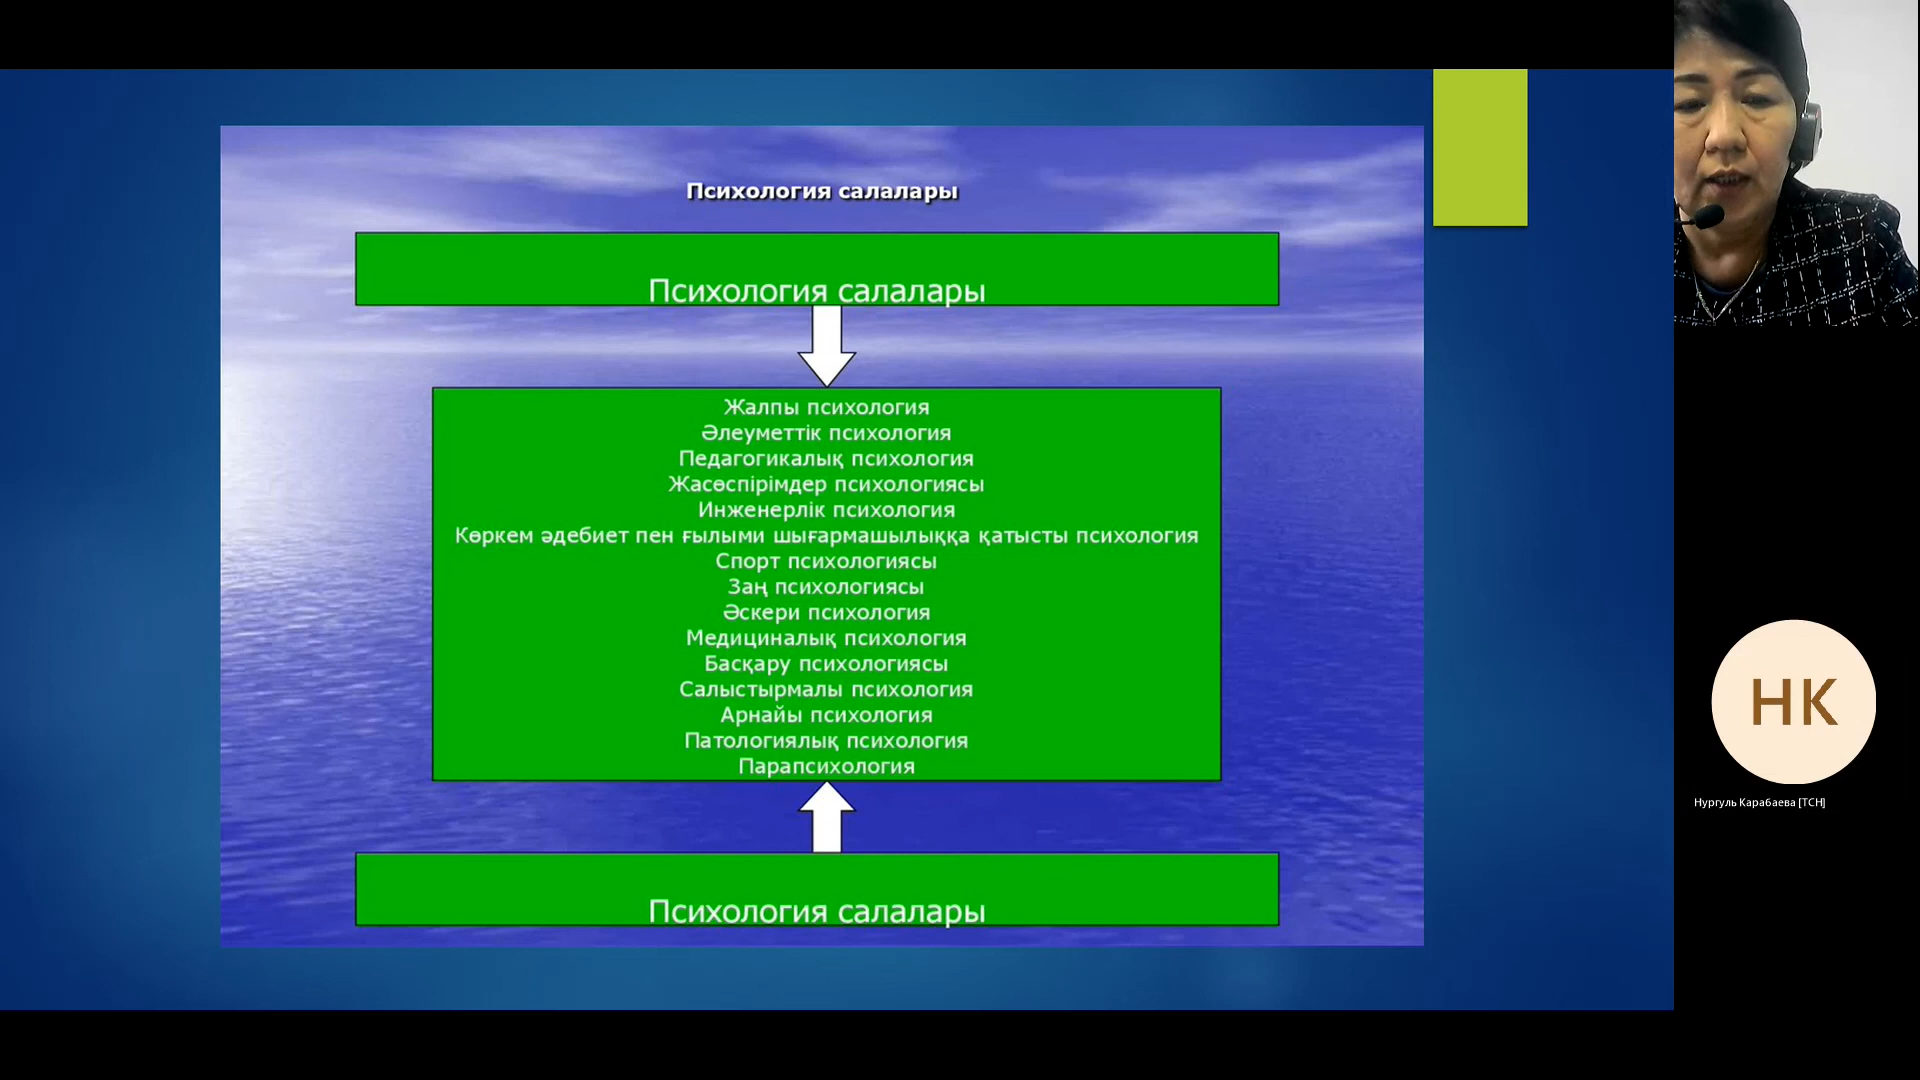 Психология салалары
Психология салалары
Жалпы психология
Әлеуметтік психология
Педагогикалық психология
Жасөспірімдер психологиясы
Инженерлік психология
Көркем әдебиет пен ғылыми шығармашылыққа қатысты психология
Спорт психологиясы
Заң психологиясы
Әскери психология
Медициналық психология
Басқару психологиясы
Салыстырмалы психология
Арнайы психология
Патологиялық психология
Парапсихология
Психология салалары
НК
Нургуль Карабаева [ТСН]